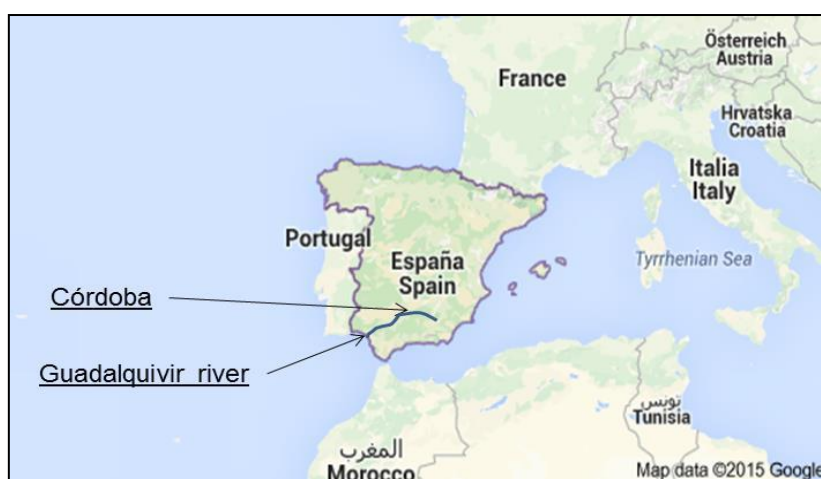 Österreich
Austria
France
Hrvatska
Croatia
Italia
Italy
Portugal
España
Spain
Tyrrhenian Sea
Córdoba
Guadalquivir river
تونس
Tunisia
المغرب
Morocco
Map data ©2015 Google